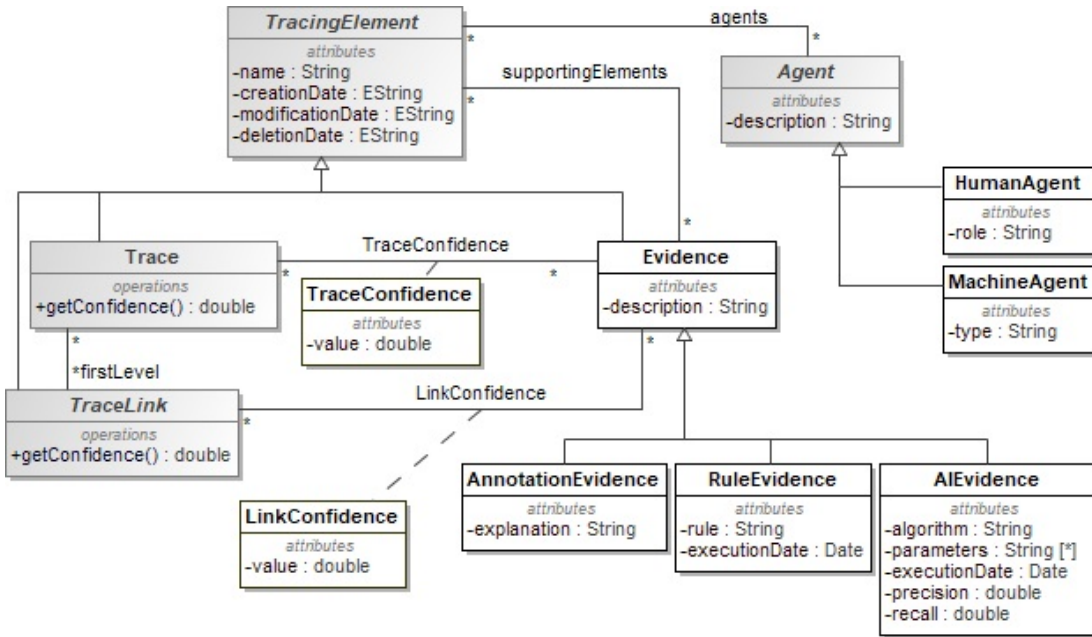 TracingElement
attributes
-name : String
-creationDate : EString
-modificationDate : EString
-deletionDate : EString
agents
*
*
supportingElements
*
*
Agent
attributes
-description : String
HumanAgent
attributes
-role : String
MachineAgent
attributes
-type : String
Trace
operations
+getConfidence() : double
TraceConfidence
*
*
TraceConfidence
attributes
-value : double
Evidence
attributes
-description : String
*
*
*firstLevel
TraceLink
operations
+getConfidence() : double
LinkConfidence
*
LinkConfidence
attributes
-value : double
AnnotationEvidence
attributes
-explanation : String
RuleEvidence
attributes
-rule : String
-executionDate : Date
AIEvidence
attributes
-algorithm : String
-parameters : String [*]
-executionDate : Date
-precision : double
-recall : double